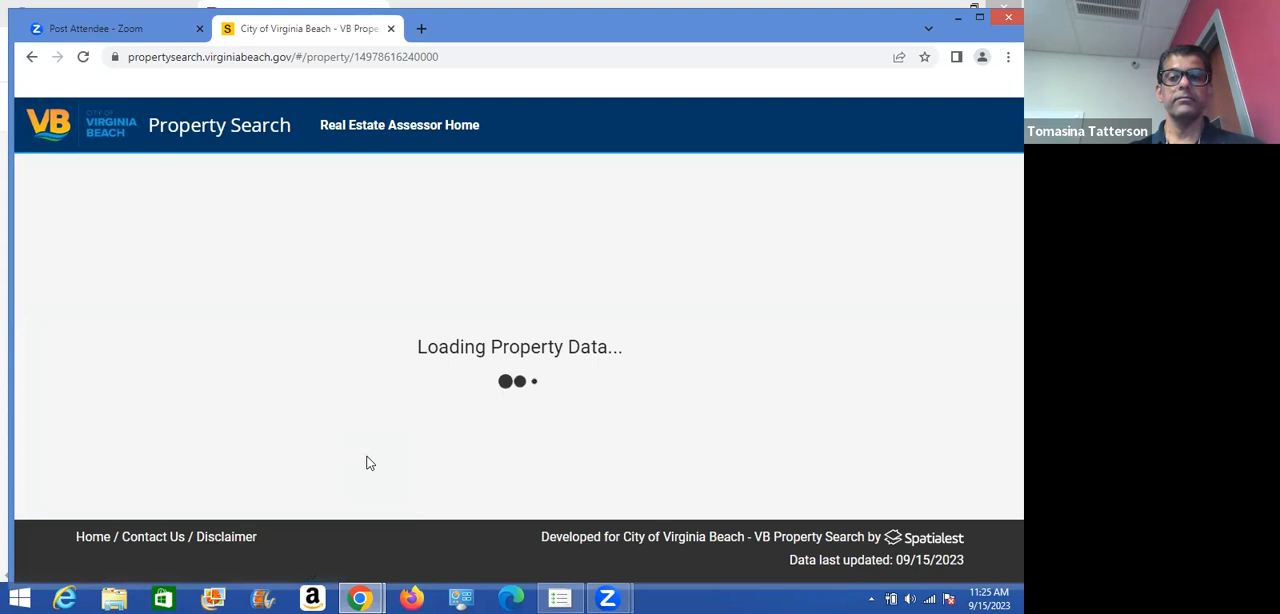 Post Attendee - Zoom
City of Virginia Beach - VB Prope
propertysearch.virginiabeach.gov/#/property/14978616240000
VB CITY OF VIRGINIA BEACH
Property Search
Real Estate Assessor Home
Tomasina Tatterson
Loading Property Data...
Home / Contact Us / Disclaimer
Developed for City of Virginia Beach - VB Property Search by Spatialest
Data last updated: 09/15/2023
11:25 AM
9/15/2023